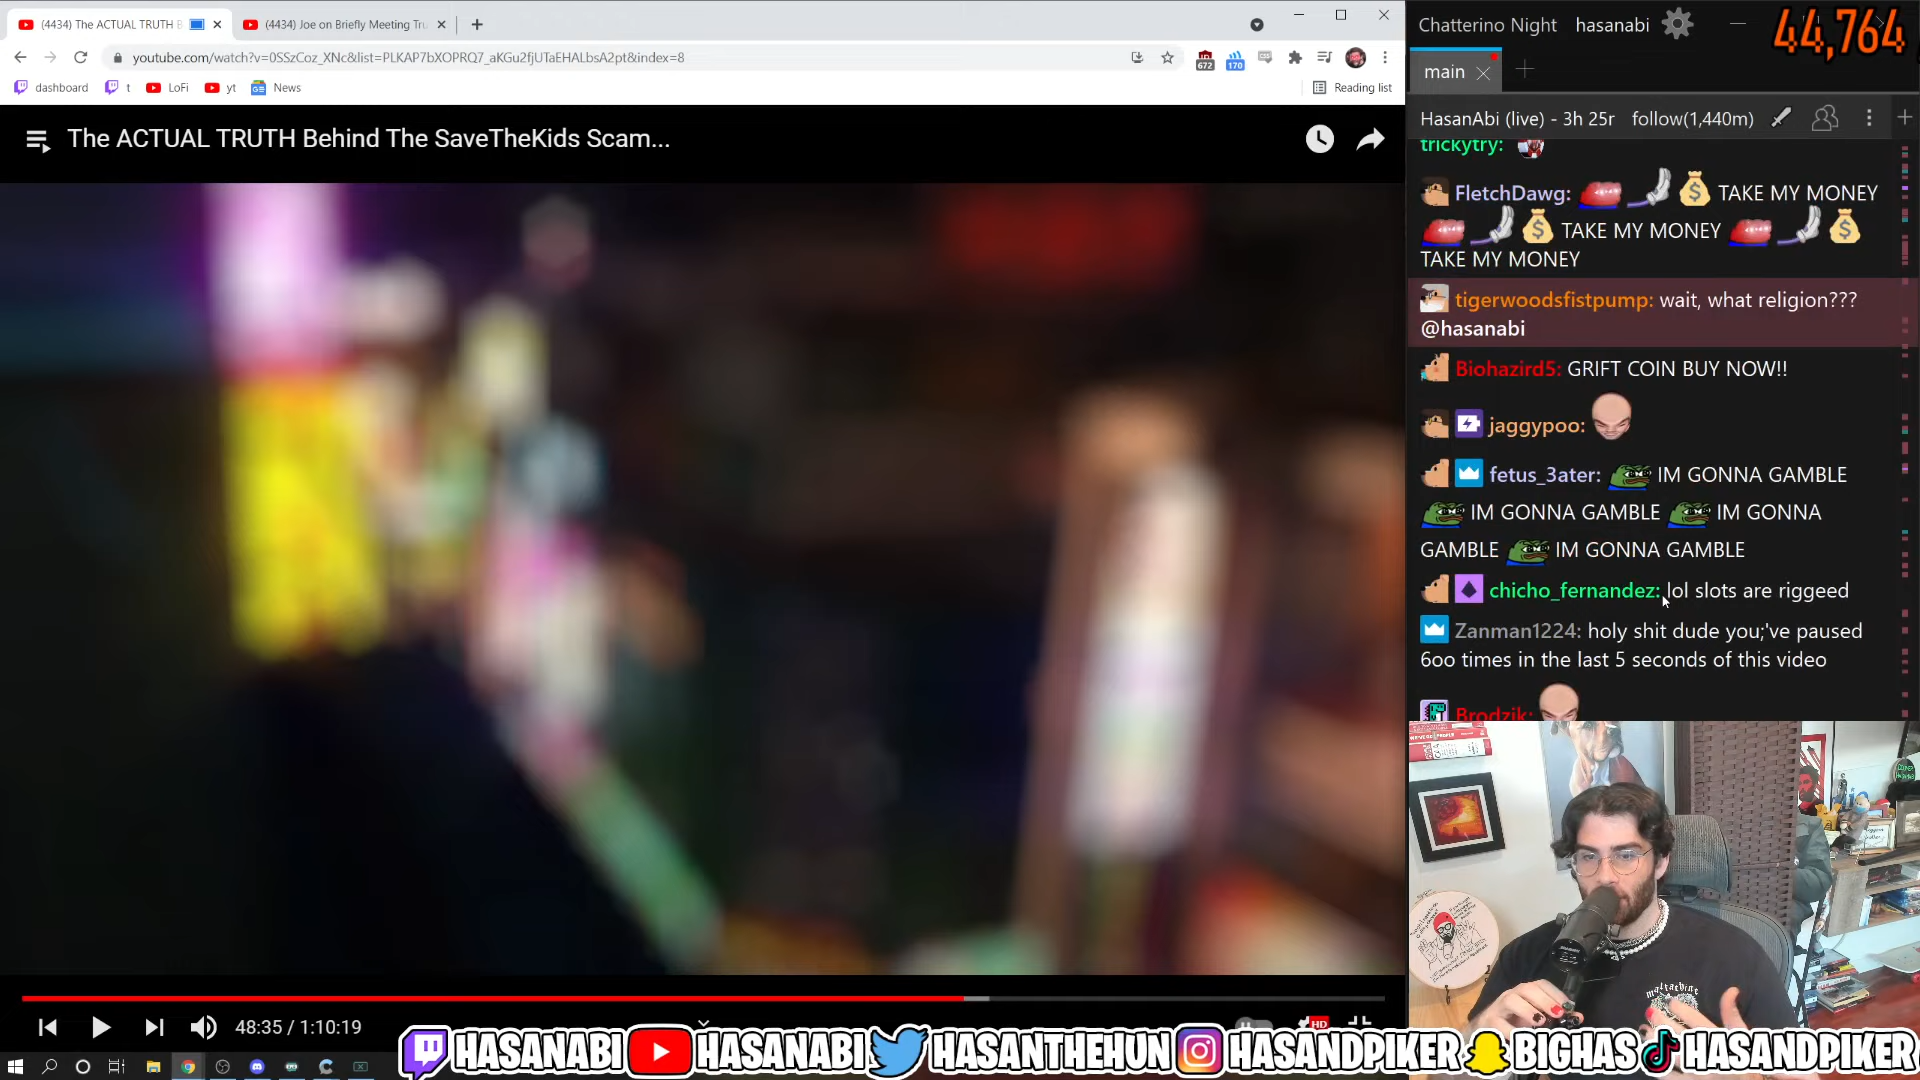 (4434) The ACTUAL TRUTH B
(4434) Joe on Briefly Meeting Tru
youtube.com/watch?v=0SSzCoz_XNc&list=PLKAP7bXOPRQ7_aKGu2fjUTaEHALbsA2pt&index=8
672
170
dashboard
t
LoFi
yt
News
Reading list
The ACTUAL TRUTH Behind The SaveTheKids Scam...
48:35 / 1:10:19
HD
Chatterino Night
hasanabi
44,764
main
HasanAbi (live) - 3h 25r
follow(1,440m)
trickytry:
FletchDawg: TAKE MY MONEY
TAKE MY MONEY
TAKE MY MONEY
tigerwoodsfistpump: wait, what religion???
@hasanabi
Biohazird5: GRIFT COIN BUY NOW!!
jaggypoo:
fetus_3ater: IM GONNA GAMBLE
IM GONNA GAMBLE IM GONNA
GAMBLE IM GONNA GAMBLE
chicho_fernandez: lol slots are riggeed
Zanman1224: holy shit dude you;'ve paused
6oo times in the last 5 seconds of this video
Brodzik:
HASANABI HASANABI HASANTHEHUN HASANDPIKER BIGHAS HASANDPIKER